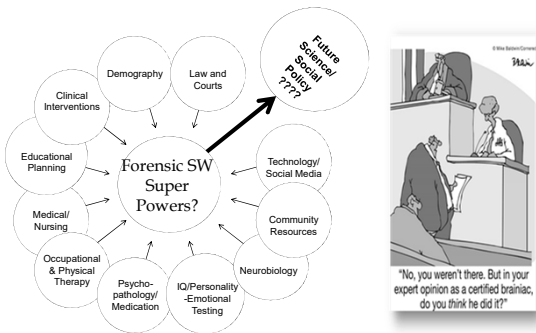 Future
Science/
Social
Policy
????
Demography
Law and
Courts
Clinical
Interventions
Educational
Planning
Medical/
Nursing
Occupational
& Physical
Therapy
Psycho-
pathology/
Medication
IQ/Personality
-Emotional
Testing
Neurobiology
Community
Resources
Technology/
Social Media
Forensic SW
Super
Powers?
"No, you weren't there. But in your
expert opinion as a certified brainiac,
do you think he did it?"